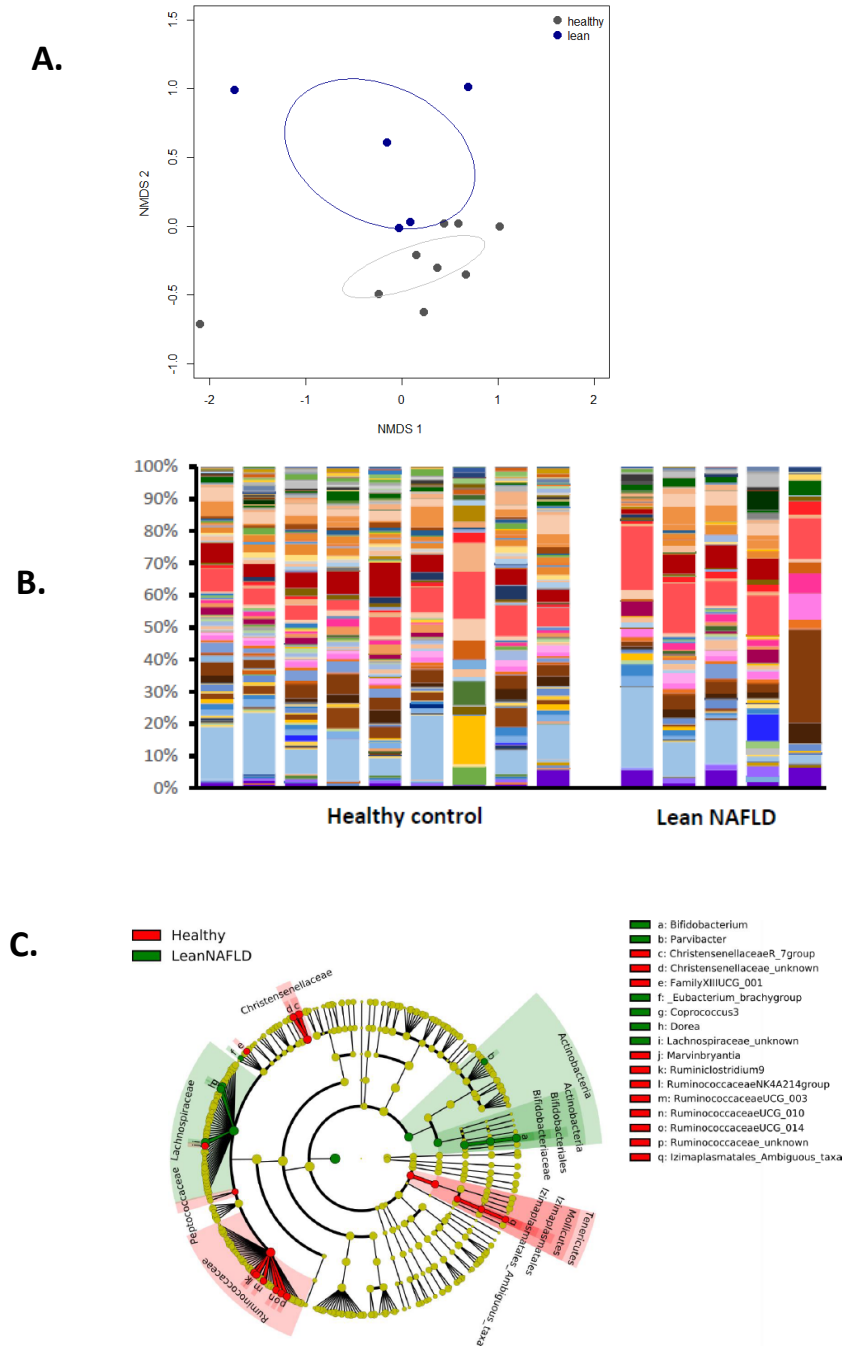 A.
healthy
lean
1.5
1.0
0.5
0.0
-0.5
-1.0
NMDS 2
-2
-1
0
1
2
NMDS 1
B.
100%
90%
80%
70%
60%
50%
40%
30%
20%
10%
0%
Healthy control
Lean NAFLD
C.
Healthy
LeanNAFLD
Christensenellaceae
d c
e
f
Lachnospiraceae
Peptococcaceae
Ruminococcaceae
m k
p o n
b
a
q
Actinobacteria
Actinobacteria
Bifidobacteriales
Bifidobacteriaceae
Tenericutes
Mollicutes
Izimaplasmatales
Izimaplasmatales_Ambiguous_taxa
a: Bifidobacterium
b: Parvibacter
c: ChristensenellaceaeR_7group
d: Christensenellaceae_unknown
e: FamilyXIIIUCG_001
f: _Eubacterium_brachygroup
g: Coprococcus3
h: Dorea
i: Lachnospiraceae_unknown
j: Marvinbryantia
k: Ruminiclostridium9
l: RuminococcaceaeNK4A214group
m: RuminococcaceaeUCG_003
n: RuminococcaceaeUCG_010
o: RuminococcaceaeUCG_014
p: Ruminococcaceae_unknown
q: Izimaplasmatales_Ambiguous_taxa